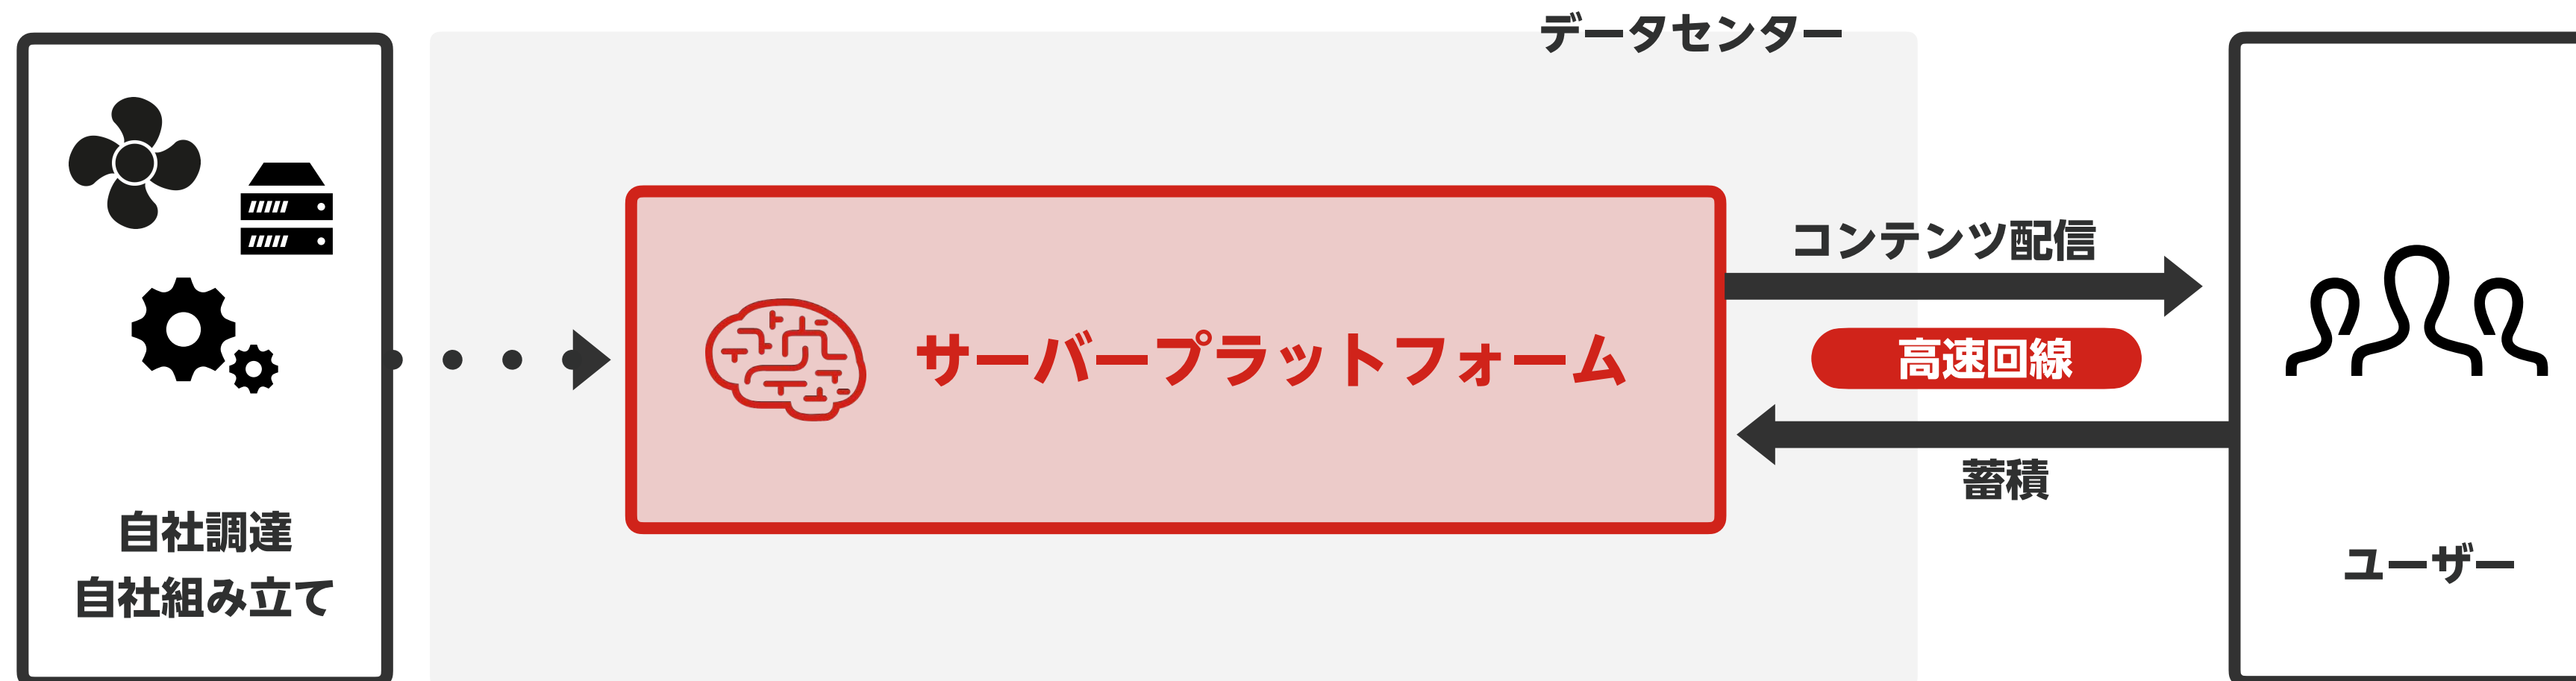 データセンター
自社調達
自社組み立て
サーバープラットフォーム
コンテンツ配信
高速回線
蓄積
ユーザー